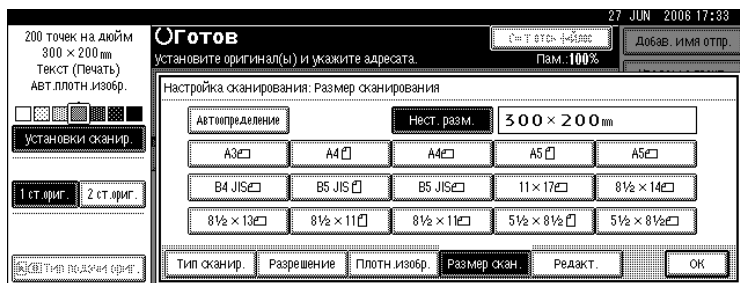 27 JUN 2006 17:33
200 точек на дюйм
300 × 200 mm
Текст (Печать)
Авт.плотн.изобр.
Установки сканир.
1 ст.ориг.
2 ст.ориг.
Готов
Установите оригинал(ы) и укажите адресата.
Пам.:100%
Добав. имя отпр.
Настройка сканирования: Размер сканирования
Автоопределение
Нест. разм.
300 × 200 mm
A3
A4
A4
A5
A5
B4 JIS
B5 JIS
B5 JIS
11 × 17
8½ × 14
8½ × 13
8½ × 11
8½ × 11
5½ × 8½
5½ × 8½
Тип сканир.
Разрешение
Плотн.изобр.
Размер скан.
Редакт.
OK